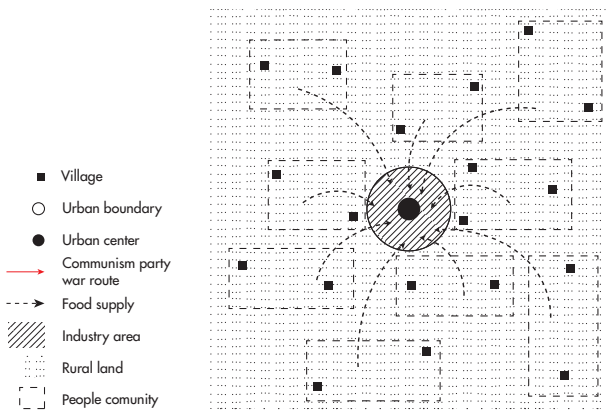 Village
Urban boundary
Urban center
Communism party
war route
Food supply
Industry area
Rural land
People comunity